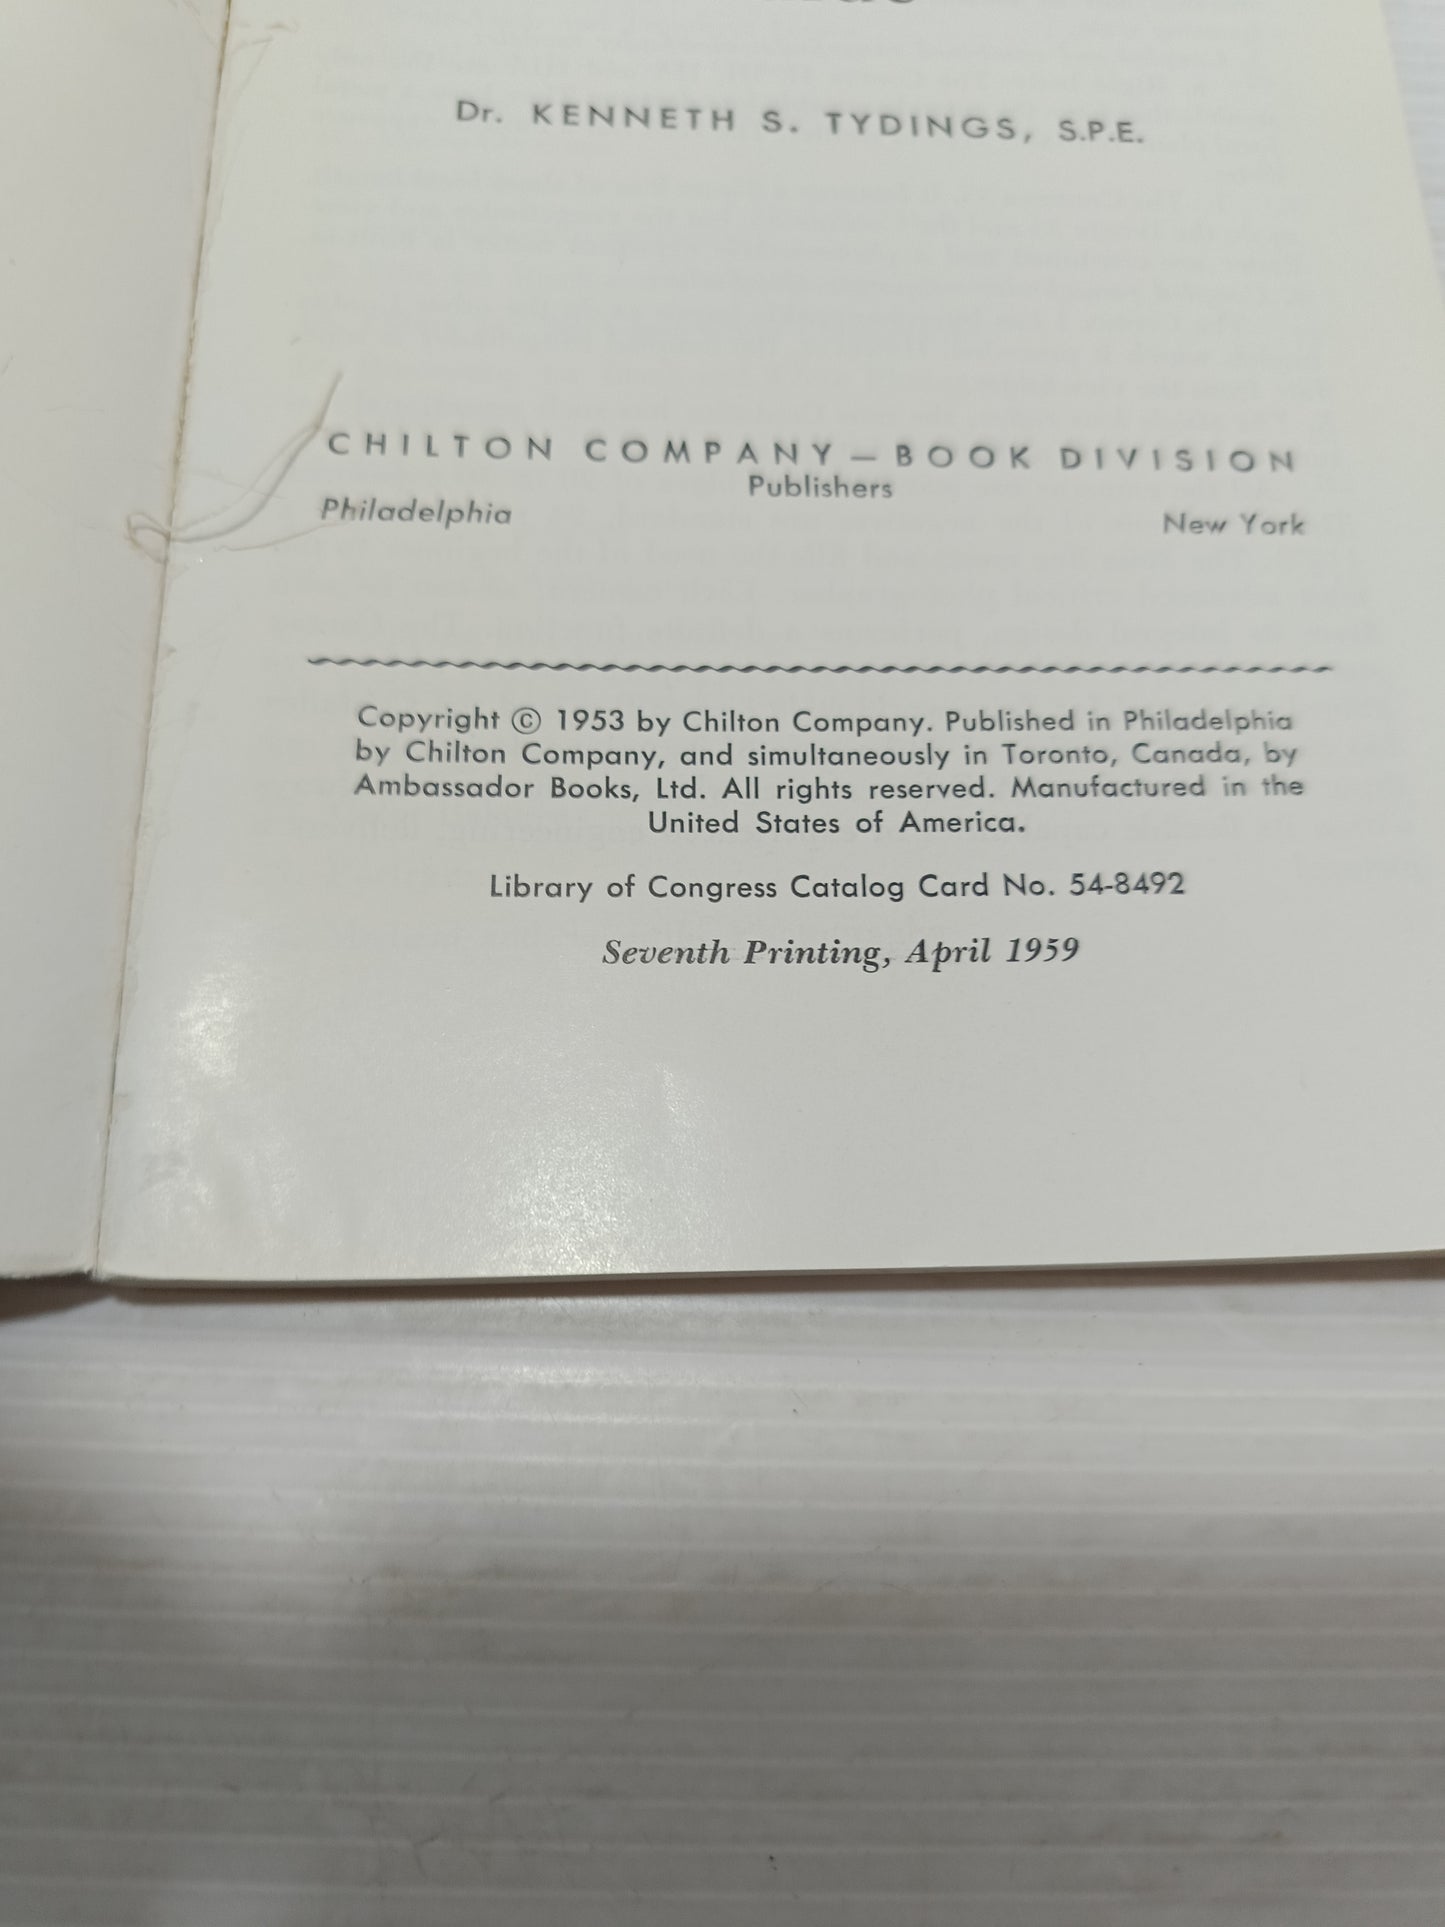 Dr. KENNETH S. TYDINGS, S.P.E.
CHILTON COMPANY — BOOK DIVISION
Publishers
Philadelphia
New York
Copyright © 1953 by Chilton Company. Published in Philadelphia
by Chilton Company, and simultaneously in Toronto, Canada, by
Ambassador Books, Ltd. All rights reserved. Manufactured in the
United States of America.
Library of Congress Catalog Card No. 54-8492
Seventh Printing, April 1959